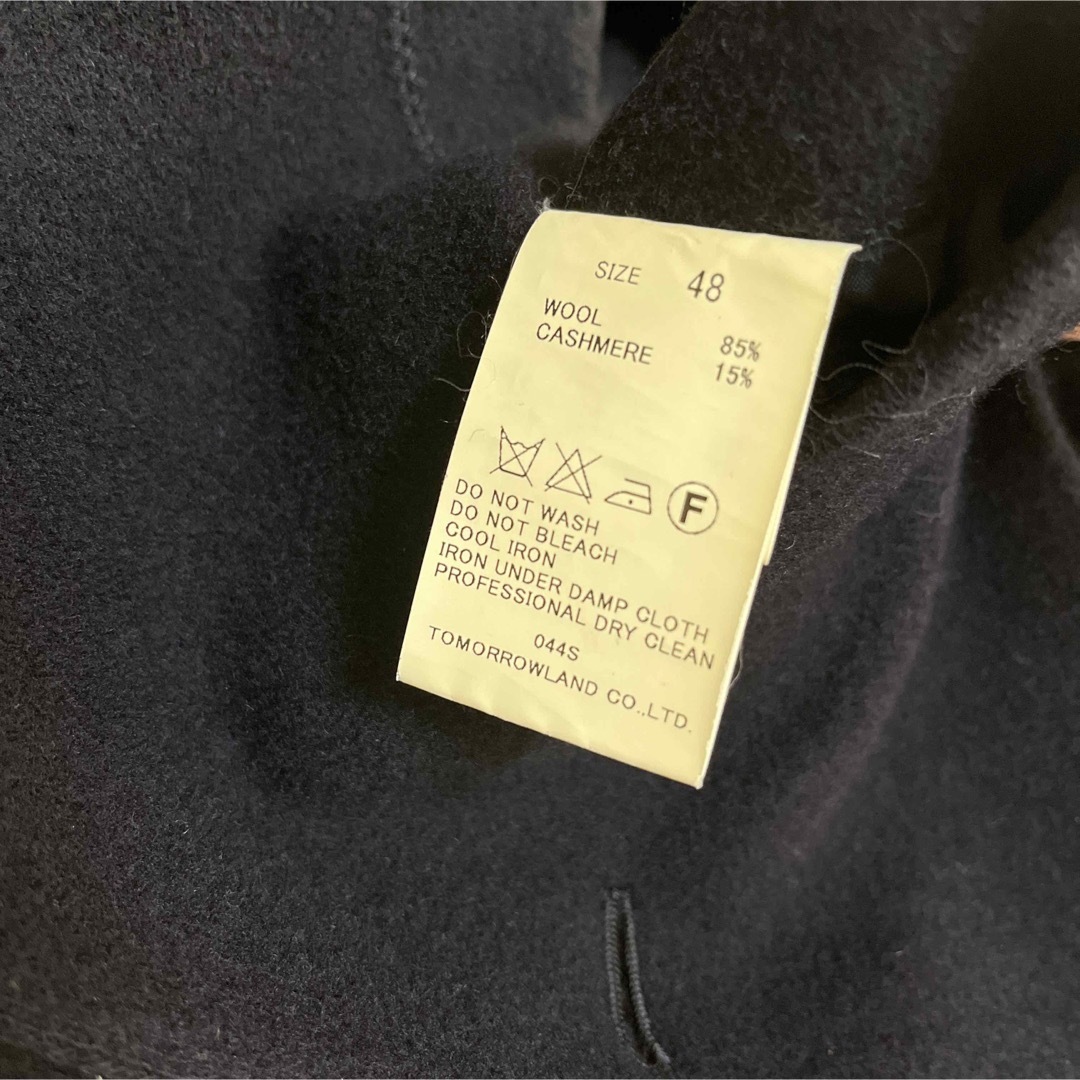 SIZE 48
WOOL 85%
CASHMERE 15%
F
DO NOT WASH
DO NOT BLEACH
COOL IRON
IRON UNDER DAMP CLOTH
PROFESSIONAL DRY CLEAN
044S
TOMORROWLAND CO.,LTD.